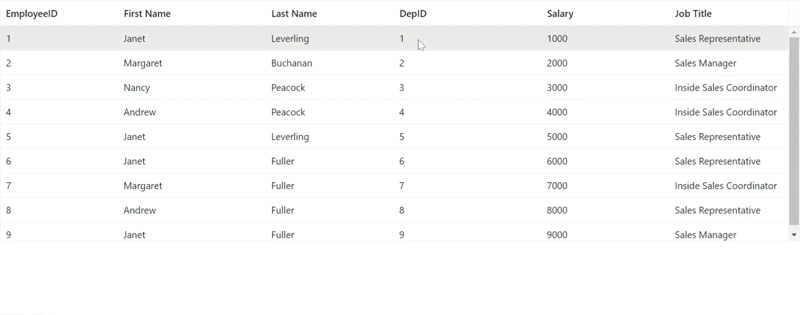 EmployeeID First Name Last Name DepID Salary Job Title
1 Janet Leverling 1 1000 Sales Representative
2 Margaret Buchanan 2 2000 Sales Manager
3 Nancy Peacock 3 3000 Inside Sales Coordinator
4 Andrew Peacock 4 4000 Inside Sales Coordinator
5 Janet Leverling 5 5000 Sales Representative
6 Janet Fuller 6 6000 Sales Representative
7 Margaret Fuller 7 7000 Inside Sales Coordinator
8 Andrew Fuller 8 8000 Sales Representative
9 Janet Fuller 9 9000 Sales Manager